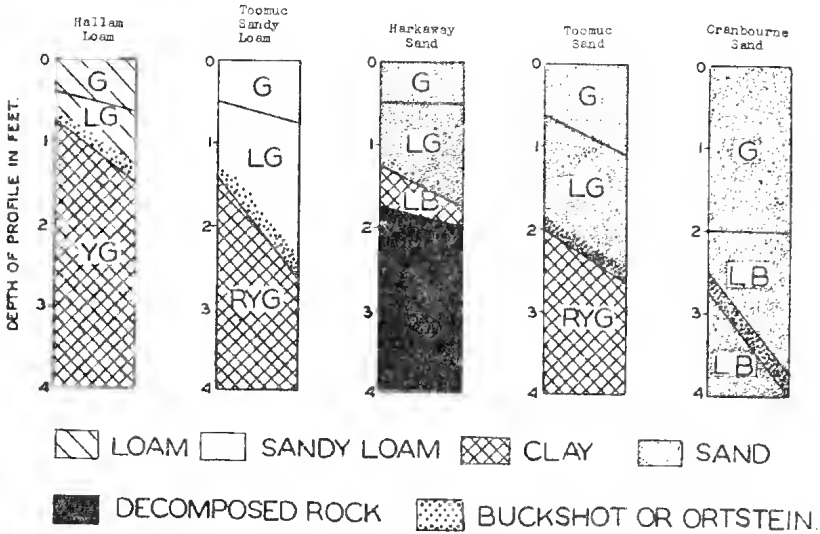 Hallam Loam
Toomuc Sandy Loam
Harkaway Sand
Toomuc Sand
Cranbourne Sand
DEPTH OF PROFILE IN FEET.
0
1
2
3
4
G
LG
YG
0
1
2
3
4
G
LG
RYG
0
1
2
3
4
G
LG
LB
0
1
2
3
4
G
LG
RYG
0
1
2
3
4
G
LB
LB
LOAM
SANDY LOAM
CLAY
SAND
DECOMPOSED ROCK
BUCKSHOT OR ORTSTEIN.